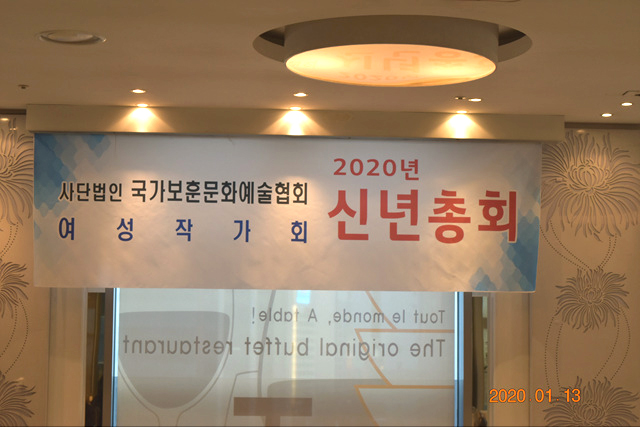 사단법인 국가보훈문화예술협회
여성작가회
2020년
신년총회
Tout le monde, A table!
The original buffet restaurant
2020 01 13